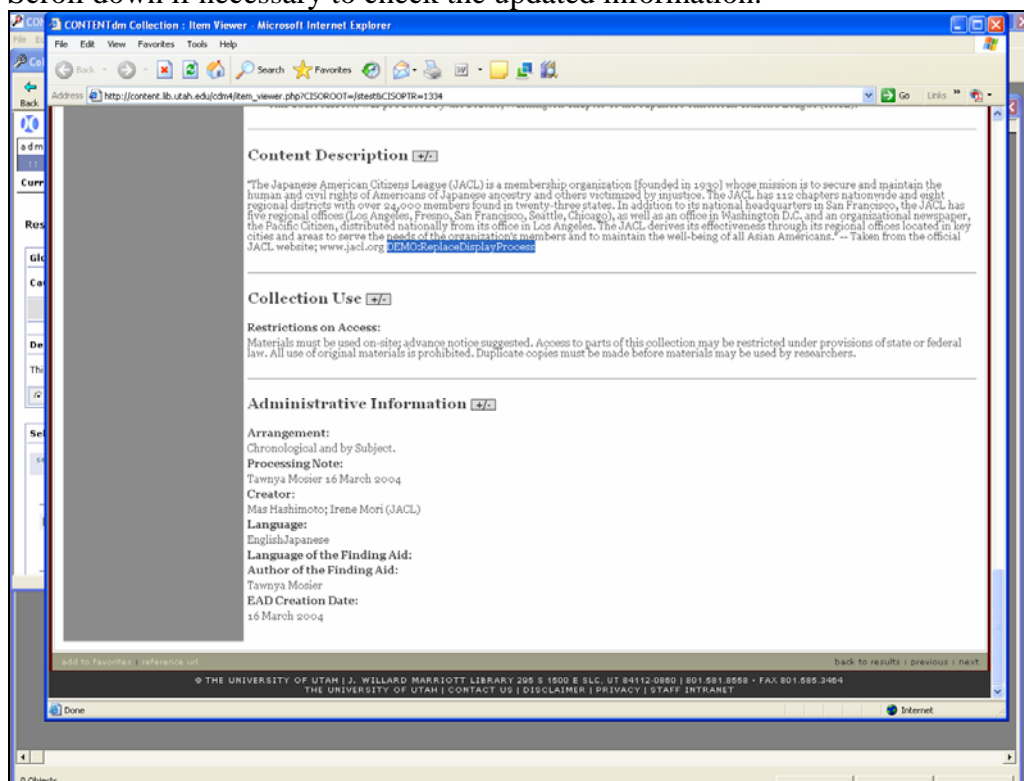 Scroll down if necessary to check the updated information.
CONTENTdm Collection : Item Viewer - Microsoft Internet Explorer
File Edit View Favorites Tools Help
Back Search Favorites
Address http://content.lib.utah.edu/cdm4/item_viewer.php?CISOROOT=/jstest&CISOPTR=1334 Go Links »
Back
Content Description +/-
"The Japanese American Citizens League (JACL) is a membership organization [founded in 1930] whose mission is to secure and maintain the
human and civil rights of Americans of Japanese ancestry and others victimized by injustice. The JACL has 112 chapters nationwide and eight
regional districts with over 24,000 members found in twenty-three states. In addition to its national headquarters in San Francisco, the JACL has
five regional offices (Los Angeles, Fresno, San Francisco, Seattle, Chicago), as well as an office in Washington D.C. and an organizational newspaper,
the Pacific Citizen, distributed nationally from its office in Los Angeles. The JACL derives its effectiveness through its regional offices located in key
cities and areas to serve the needs of the organization's members and to maintain the well-being of all Asian Americans." -- Taken from the official
JACL website; www.jacl.org DEMO:ReplaceDisplayProcess
Collection Use +/-
Restrictions on Access:
Materials must be used on-site; advance notice suggested. Access to parts of this collection may be restricted under provisions of state or federal
law. All use of original materials is prohibited. Duplicate copies must be made before materials may be used by researchers.
Administrative Information +/-
Arrangement:
Chronological and by Subject.
Processing Note:
Tawnya Mosier 16 March 2004
Creator:
Mas Hashimoto; Irene Mori (JACL)
Language:
EnglishJapanese
Language of the Finding Aid:
Author of the Finding Aid:
Tawnya Mosier
EAD Creation Date:
16 March 2004
add to favorites : reference url back to results : previous : next
© THE UNIVERSITY OF UTAH | J. WILLARD MARRIOTT LIBRARY 295 S 1500 E SLC, UT 84112-0860 | 801.581.8558 · FAX 801.585.3464
THE UNIVERSITY OF UTAH | CONTACT US | DISCLAIMER | PRIVACY | STAFF INTRANET
Done Internet
0 Objects